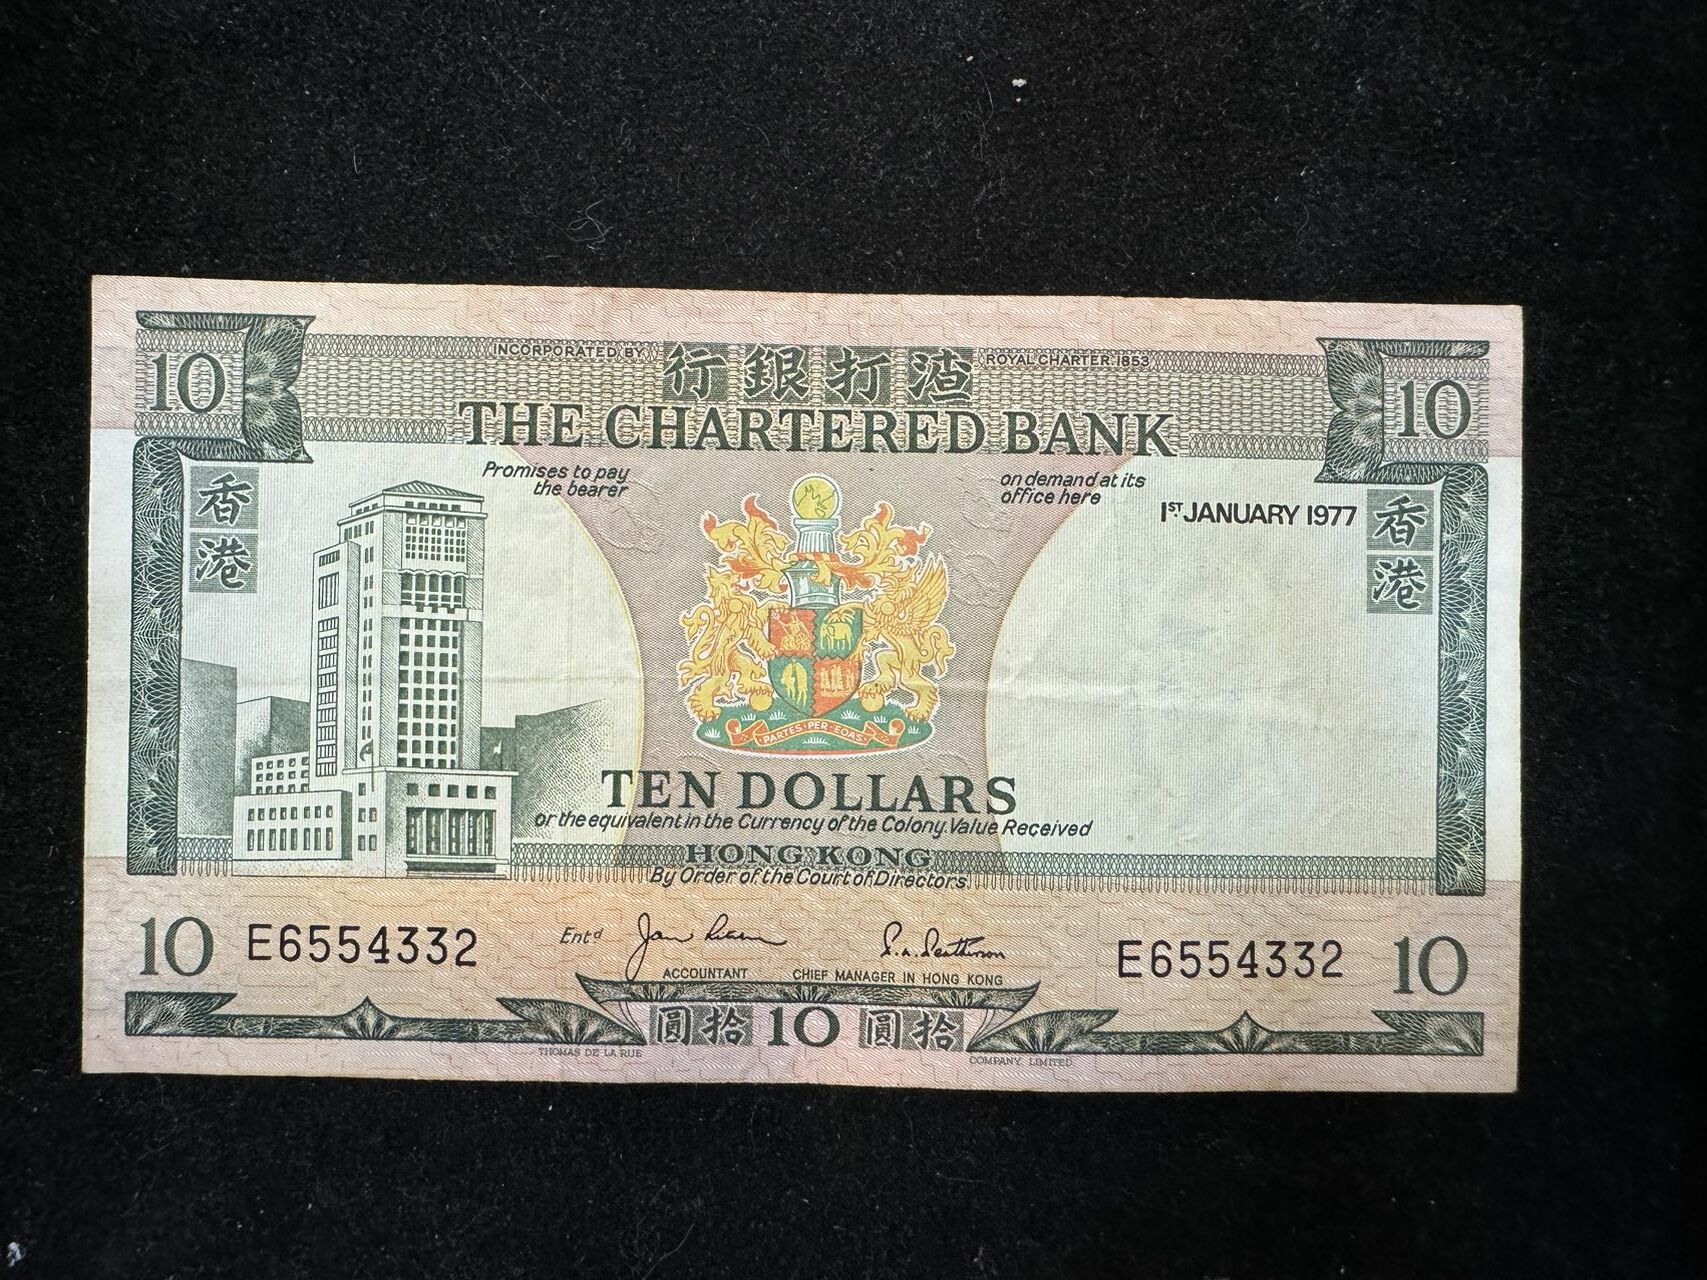 10
10
INCORPORATED BY 行銀打渣 ROYAL CHARTER 1853
THE CHARTERED BANK
Promises to pay
the bearer
on demand at its
office here
1ST JANUARY 1977
香港
香港
PARTES·PER·EOAS
TEN DOLLARS
or the equivalent in the Currency of the Colony. Value Received
HONG KONG
By Order of the Court of Directors
10 E6554332
Entd
ACCOUNTANT
CHIEF MANAGER IN HONG KONG
E6554332 10
圓拾 10 圓拾
THOMAS DE LA RUE
COMPANY, LIMITED